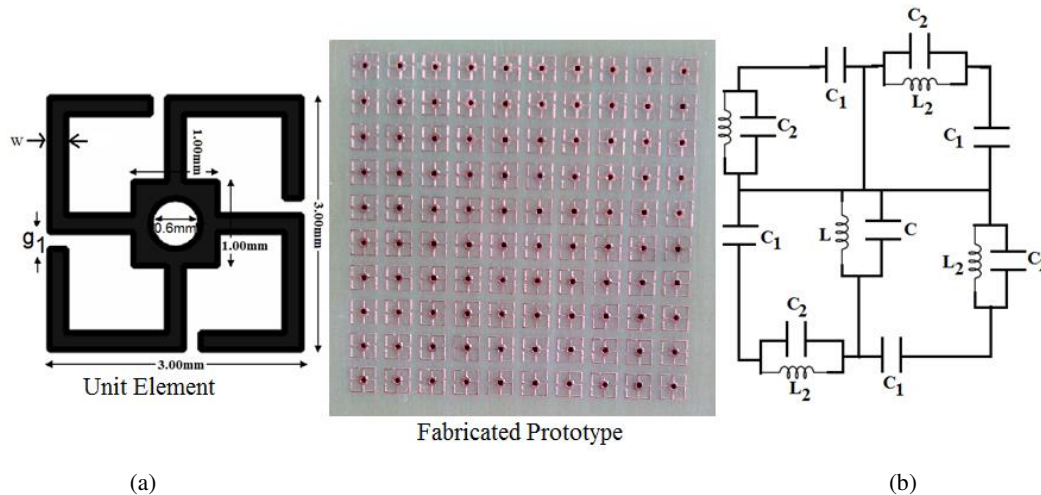 w
1.00mm
0.6mm
g1
1.00mm
3.00mm
3.00mm
Unit Element
Fabricated Prototype
C2
C1
L2
C2
C1
C1
L
C
L2
C2
L2
C1
(a)
(b)